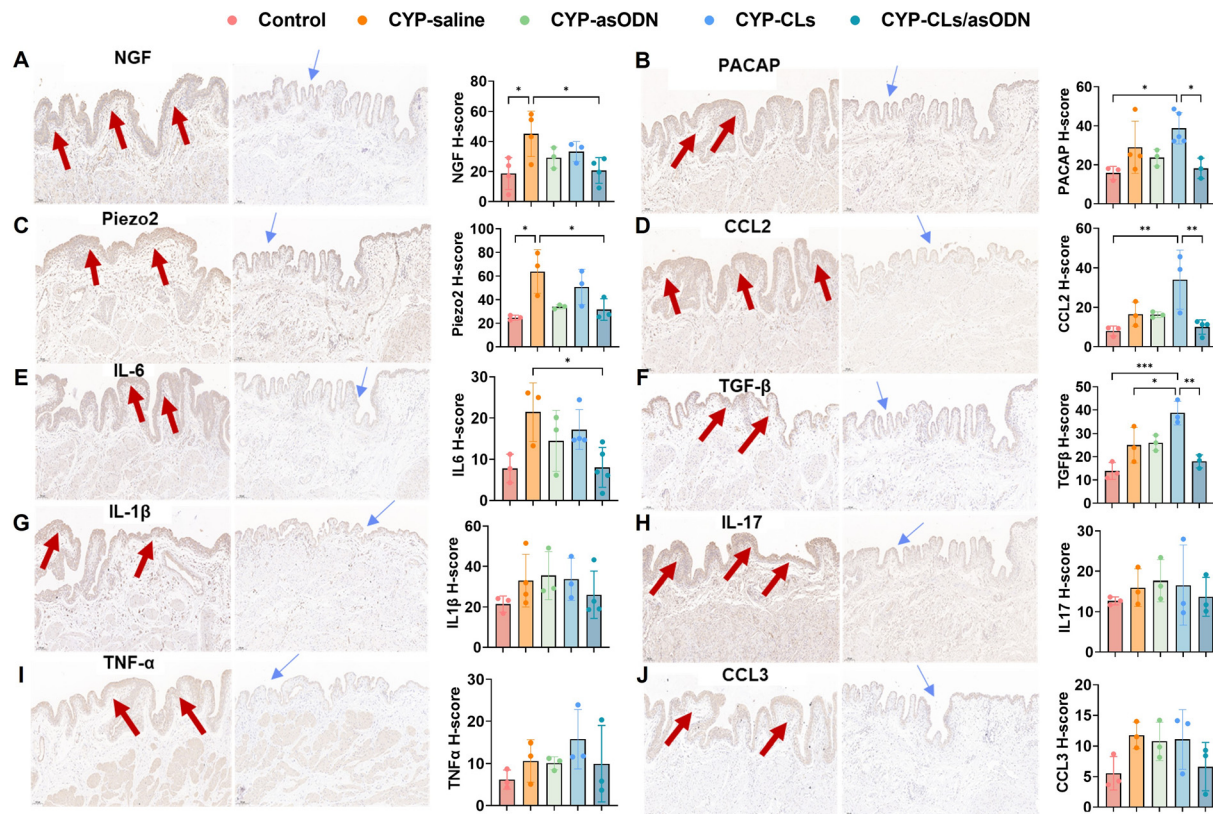 Control CYP-saline CYP-asODN CYP-CLs CYP-CLs/asODN
A NGF
NGF H-score
80
60
40
20
0
* *
B PACAP
PACAP H-score
80
60
40
20
0
* *
C Piezo2
Piezo2 H-score
100
80
60
40
20
0
* *
D CCL2
CCL2 H-score
60
40
20
0
** **
E IL-6
IL6 H-score
30
20
10
0
*
F TGF-β
TGFβ H-score
50
40
30
20
10
0
***
* **
G IL-1β
IL1β H-score
60
40
20
0
H IL-17
IL17 H-score
30
20
10
0
I TNF-α
TNFα H-score
30
20
10
0
J CCL3
CCL3 H-score
20
15
10
5
0